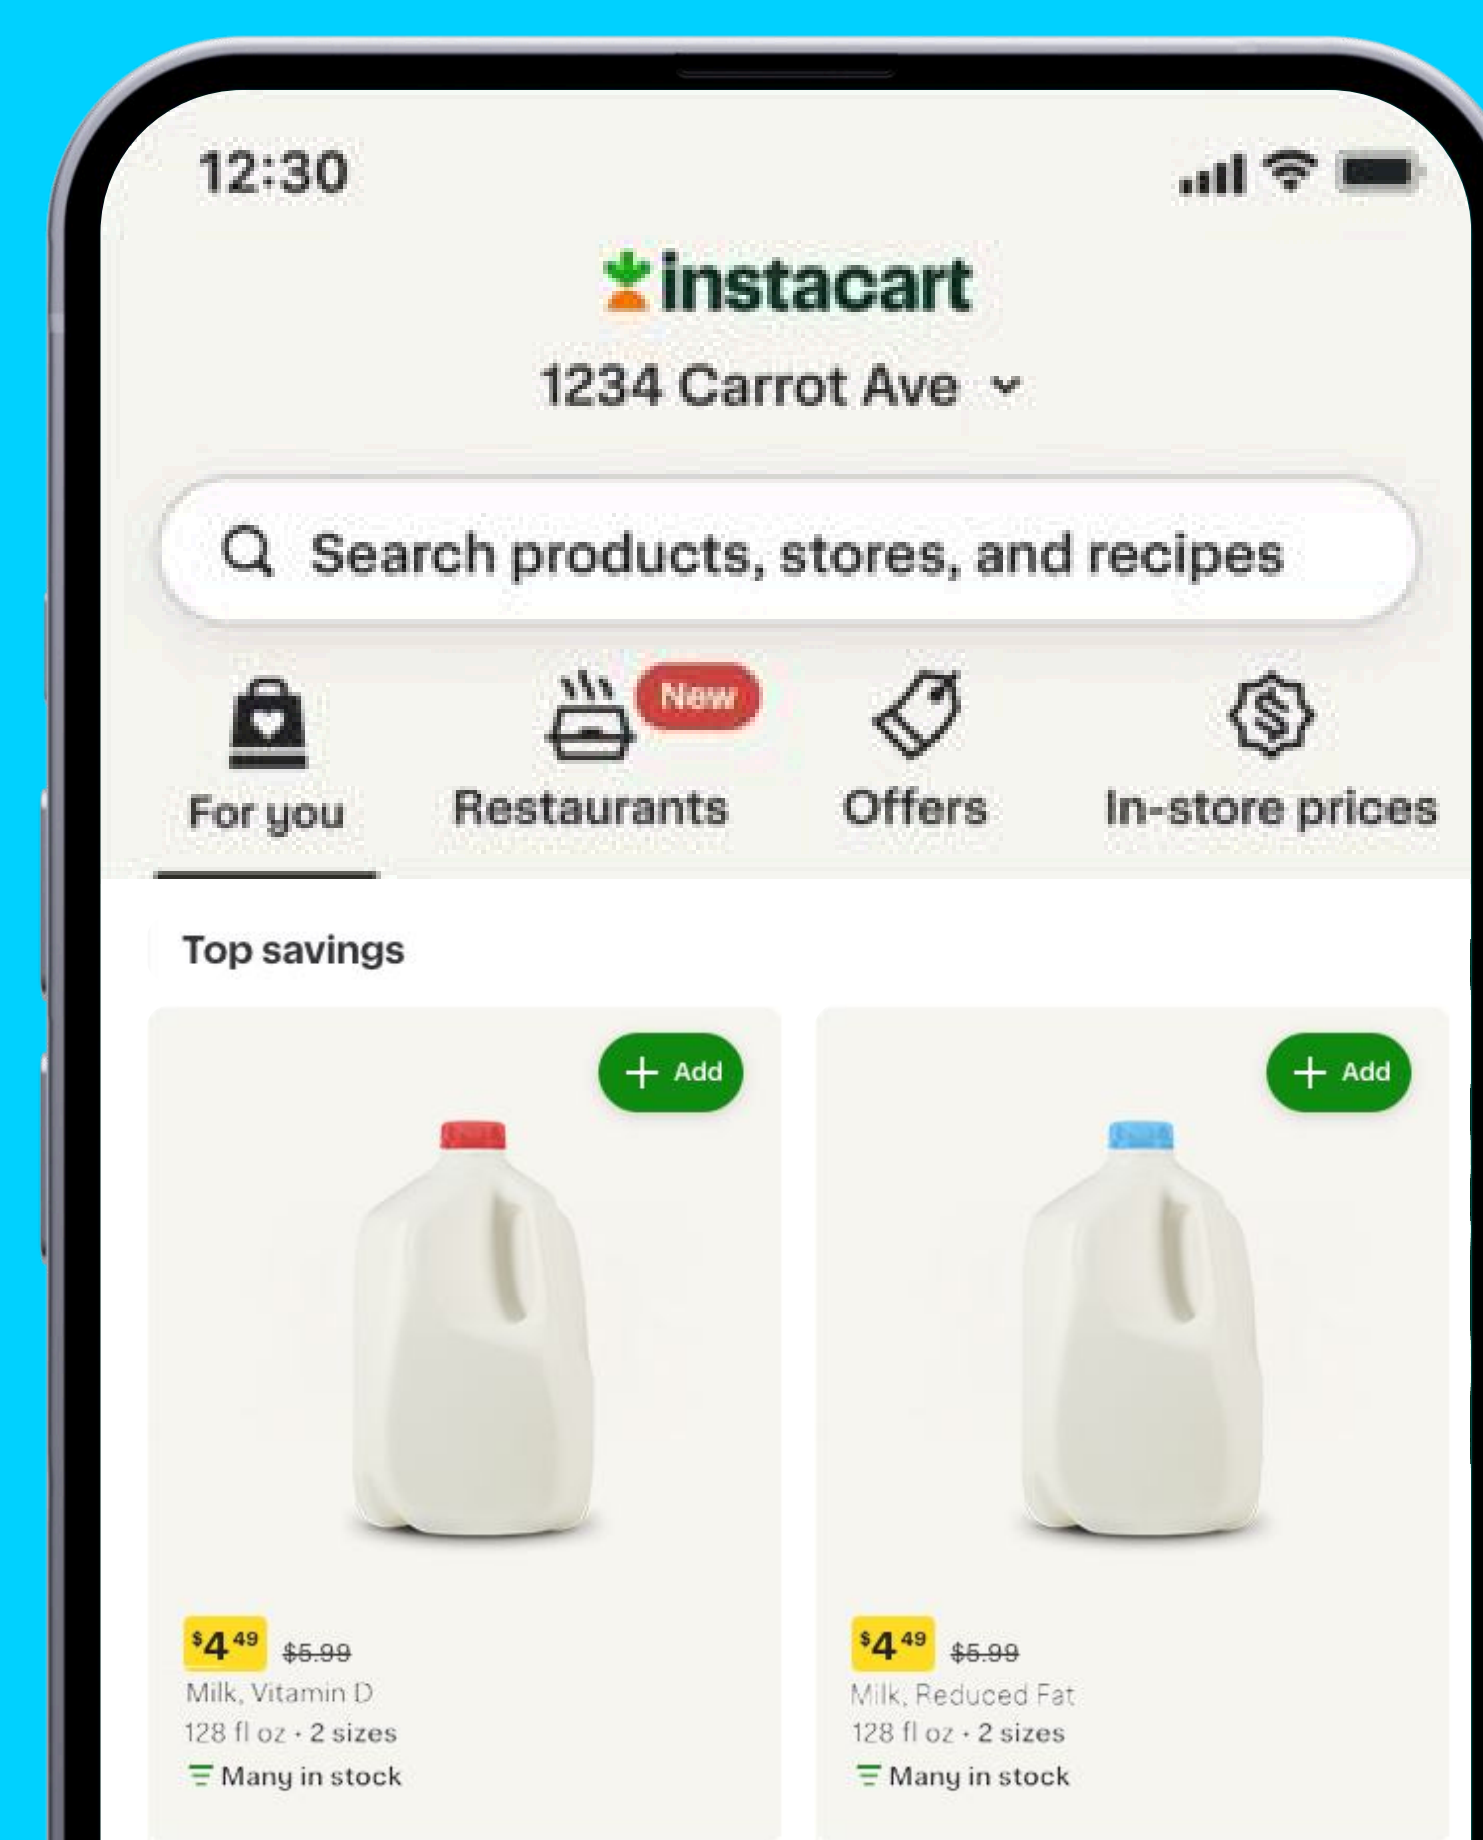 12:30
instacart
1234 Carrot Ave
Search products, stores, and recipes
New
For you
Restaurants
Offers
In-store prices
Top savings
Add
Add
$4 49 $5.99
Milk, Vitamin D
128 fl oz • 2 sizes
Many in stock
$4 49 $5.99
Milk, Reduced Fat
128 fl oz • 2 sizes
Many in stock